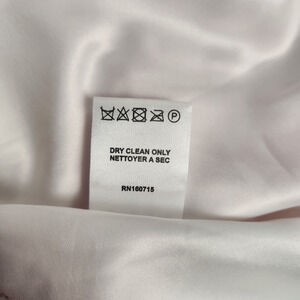 P
DRY CLEAN ONLY
NETTOYER A SEC
RN160715